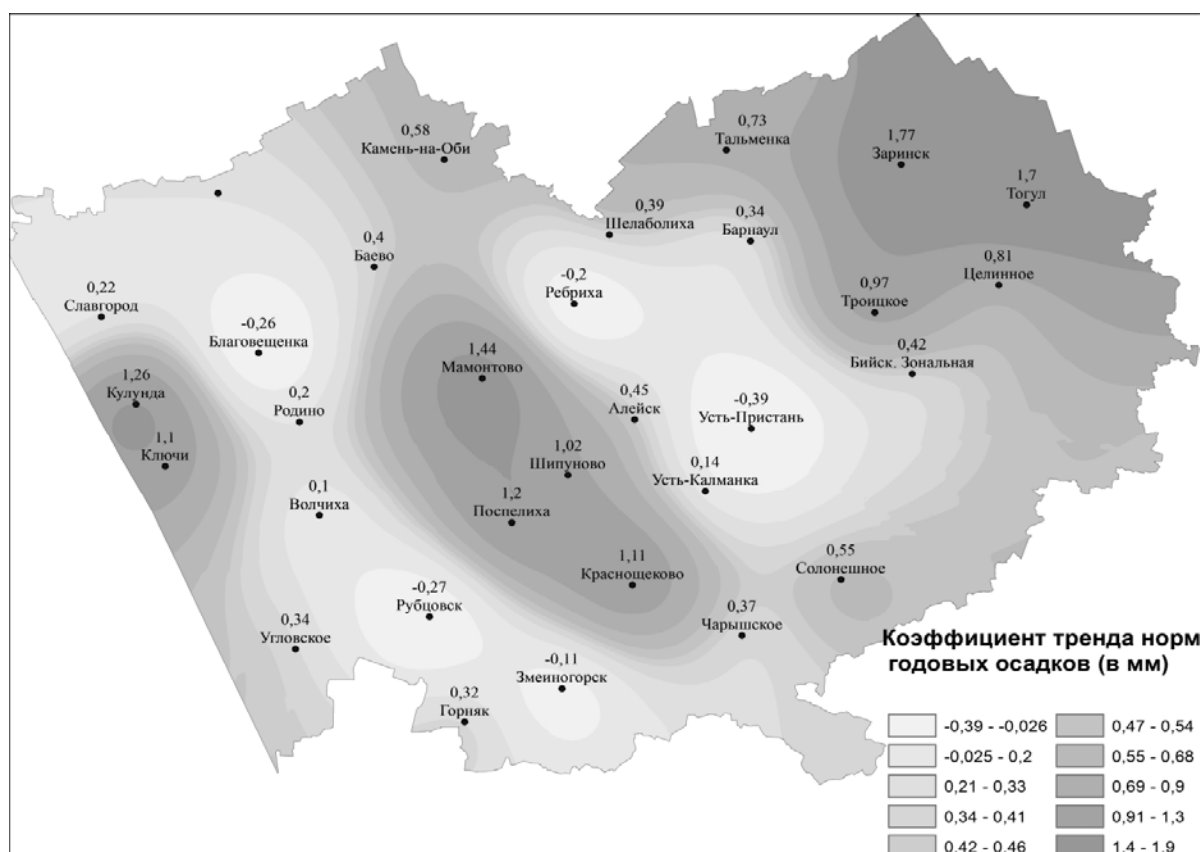 0,58
Камень-на-Оби
0,73
Тальменка
1,77
Заринск
1,7
Тогул
0,39
Шелаболиха
0,34
Барнаул
0,4
Баево
0,81
Целинное
-0,2
Ребриха
0,97
Троицкое
0,22
Славгород
-0,26
Благовещенка
1,44
Мамонтово
0,42
Бийск. Зональная
1,26
Кулунда
0,2
Родино
0,45
Алейск
-0,39
Усть-Пристань
1,1
Ключи
1,02
Шипуново
0,14
Усть-Калманка
0,1
Волчиха
1,2
Поспелиха
1,11
Краснощеково
0,55
Солонешное
-0,27
Рубцовск
0,37
Чарышское
0,34
Угловское
-0,11
Змеиногорск
0,32
Горняк
Коэффициент тренда норм
годовых осадков (в мм)
-0,39 - -0,026
-0,025 - 0,2
0,21 - 0,33
0,34 - 0,41
0,42 - 0,46
0,47 - 0,54
0,55 - 0,68
0,69 - 0,9
0,91 - 1,3
1,4 - 1,9